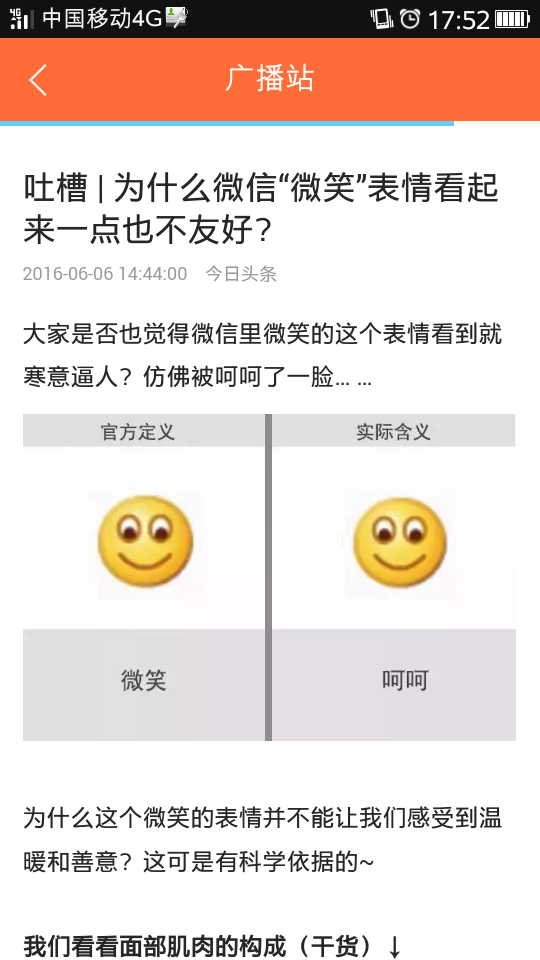 中国移动4G
17:52
广播站
吐槽 | 为什么微信“微笑”表情看起
来一点也不友好？
2016-06-06 14:44:00 今日头条
大家是否也觉得微信里微笑的这个表情看到就
寒意逼人？仿佛被呵呵了一脸... ...
官方定义 实际含义
微笑 呵呵
为什么这个微笑的表情并不能让我们感受到温
暖和善意？这可是有科学依据的~
我们看看面部肌肉的构成（干货）↓